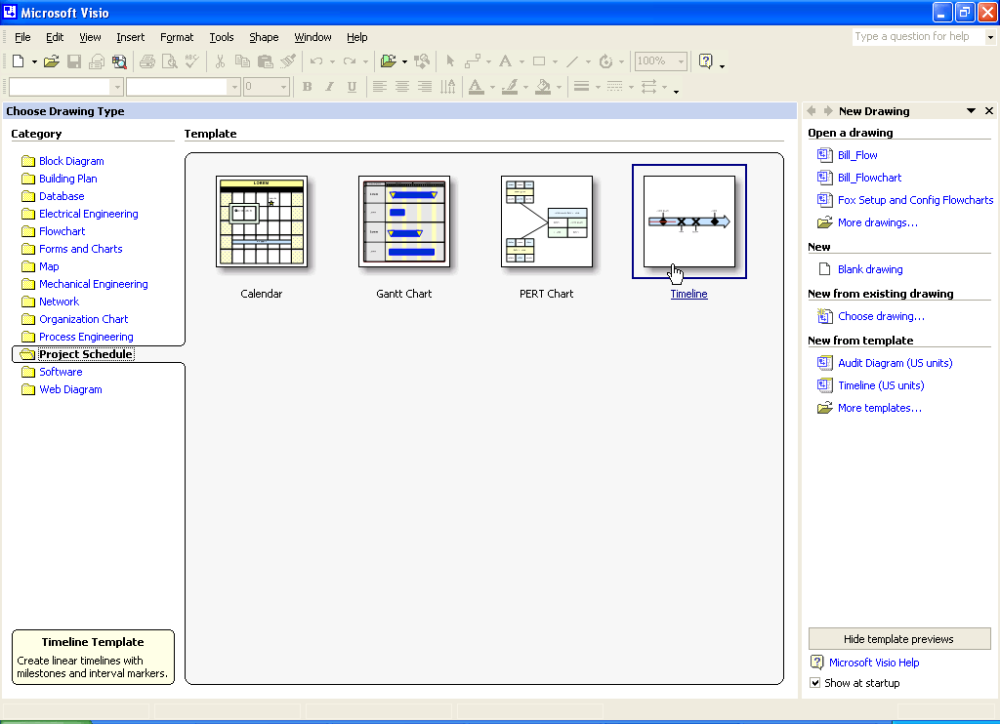 Microsoft Visio
File Edit View Insert Format Tools Shape Window Help
Type a question for help
100%
0
B I U
Choose Drawing Type
Category
Block Diagram
Building Plan
Database
Electrical Engineering
Flowchart
Forms and Charts
Map
Mechanical Engineering
Network
Organization Chart
Process Engineering
Project Schedule
Software
Web Diagram
Timeline Template
Create linear timelines with
milestones and interval markers.
Template
LOREM
Calendar
Gantt Chart
PERT Chart
Timeline
New Drawing
Open a drawing
Bill_Flow
Bill_Flowchart
Fox Setup and Config Flowcharts
More drawings...
New
Blank drawing
New from existing drawing
Choose drawing...
New from template
Audit Diagram (US units)
Timeline (US units)
More templates...
Hide template previews
Microsoft Visio Help
Show at startup